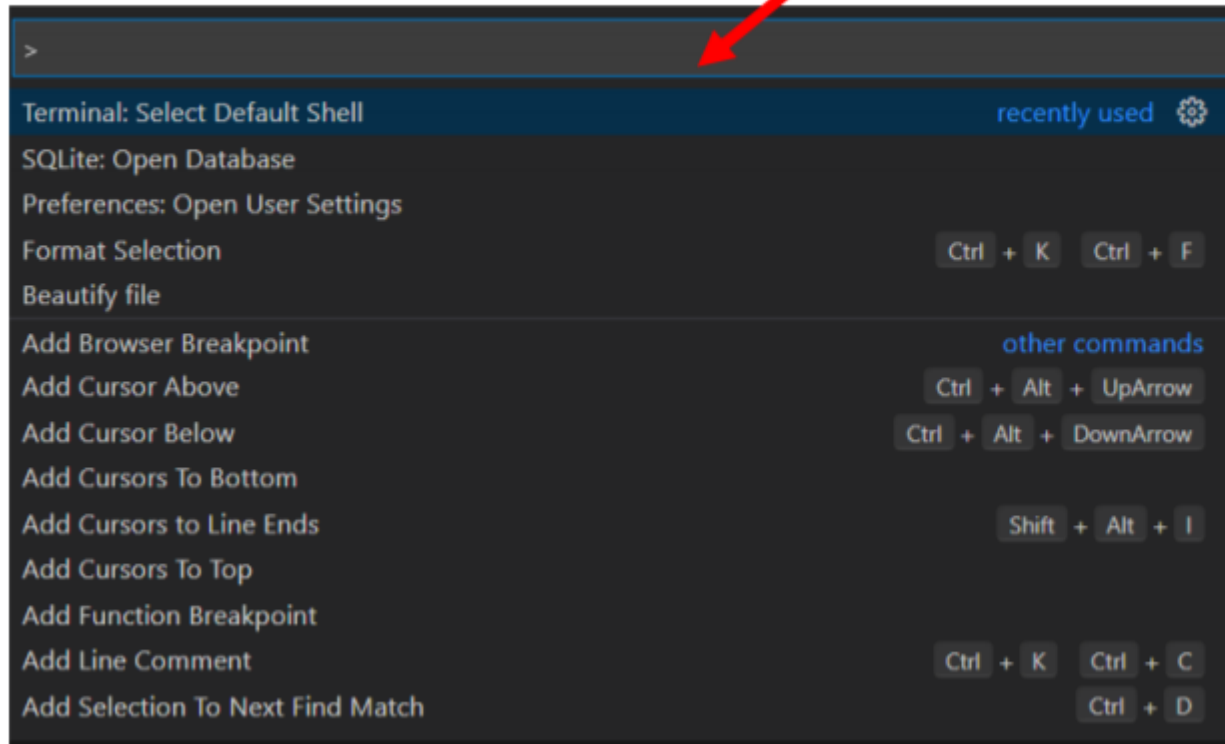 >
Terminal: Select Default Shell recently used
SQLite: Open Database
Preferences: Open User Settings
Format Selection Ctrl + K Ctrl + F
Beautify file
Add Browser Breakpoint other commands
Add Cursor Above Ctrl + Alt + UpArrow
Add Cursor Below Ctrl + Alt + DownArrow
Add Cursors To Bottom
Add Cursors to Line Ends Shift + Alt + I
Add Cursors To Top
Add Function Breakpoint
Add Line Comment Ctrl + K Ctrl + C
Add Selection To Next Find Match Ctrl + D